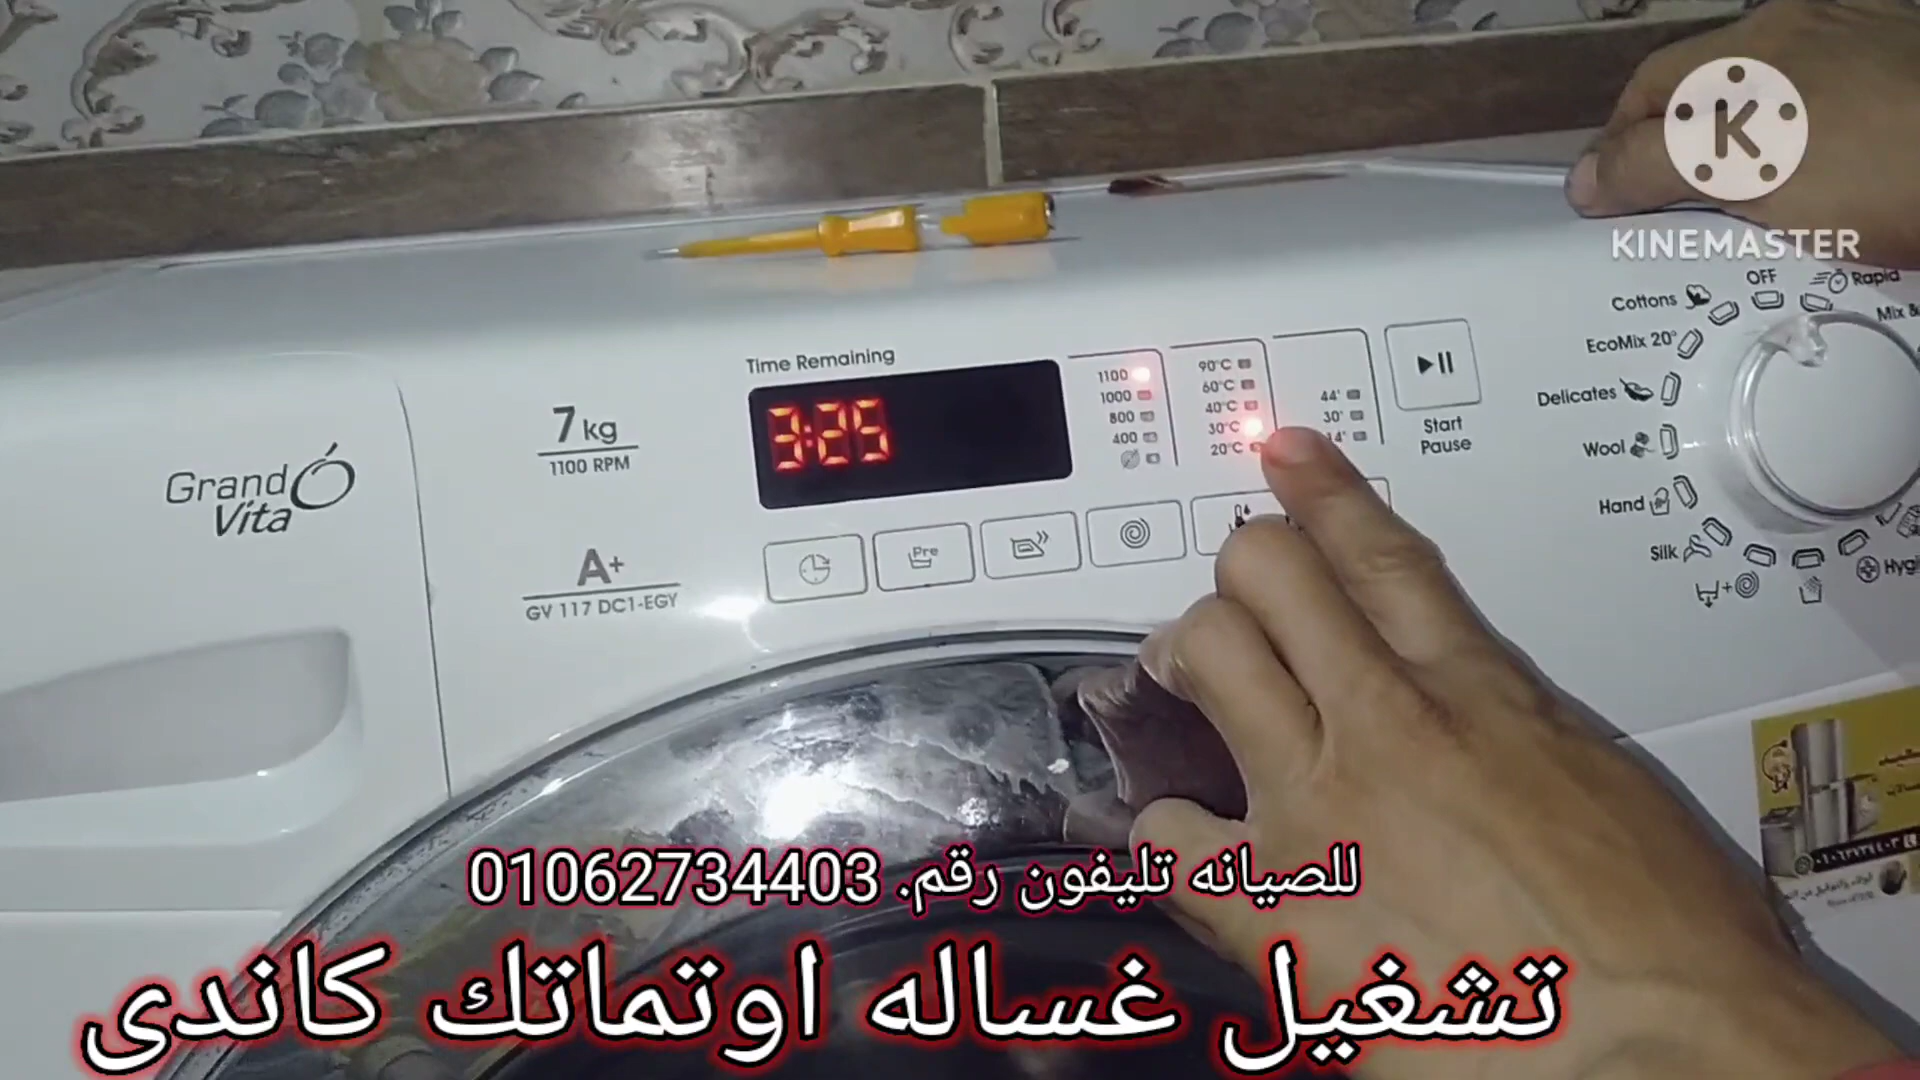 KINEMASTER
OFF
Rapid
Cottons
Mix &
EcoMix 20°
Delicates
Wool
Hand
Silk
Time Remaining
3:25
1100
1000
800
400
90°C
60°C
40°C
30°C
20°C
44'
30'
14'
Start
Pause
7 kg
1100 RPM
Grand Ó
Vita
A+
GV 117 DC1-EGY
Pre
للصيانه تليفون رقم. 01062734403
تشغيل غساله اوتماتك كاندى